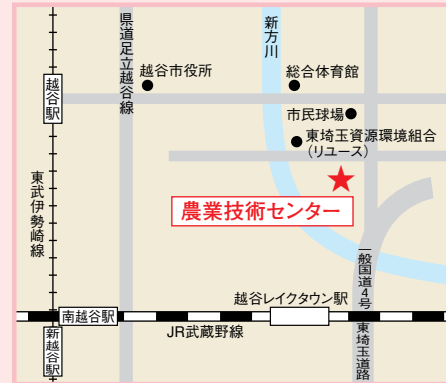 県道足立越谷線
新方川
越谷市役所
総合体育館
越谷駅
市民球場
東埼玉資源環境組合
（リユース）
東武伊勢崎線
農業技術センター
一般国道4号
東埼玉道路
越谷レイクタウン駅
南越谷駅
JR武蔵野線
新越谷駅